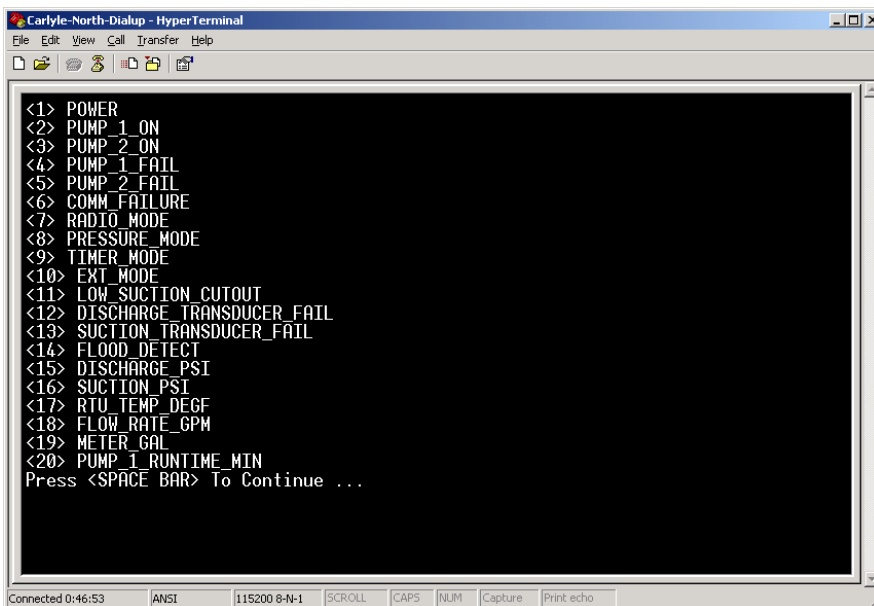 Carlyle-North-Dialup - HyperTerminal
File Edit View Call Transfer Help
<1> POWER
<2> PUMP_1_ON
<3> PUMP_2_ON
<4> PUMP_1_FAIL
<5> PUMP_2_FAIL
<6> COMM_FAILURE
<7> RADIO_MODE
<8> PRESSURE_MODE
<9> TIMER_MODE
<10> EXT_MODE
<11> LOW_SUCTION_CUTOUT
<12> DISCHARGE_TRANSDUCER_FAIL
<13> SUCTION_TRANSDUCER_FAIL
<14> FLOOD_DETECT
<15> DISCHARGE_PSI
<16> SUCTION_PSI
<17> RTU_TEMP_DEGF
<18> FLOW_RATE_GPM
<19> METER_GAL
<20> PUMP_1_RUNTIME_MIN
Press <SPACE BAR> To Continue ...
Connected 0:46:53 ANSI 115200 8-N-1 SCROLL CAPS NUM Capture Print echo